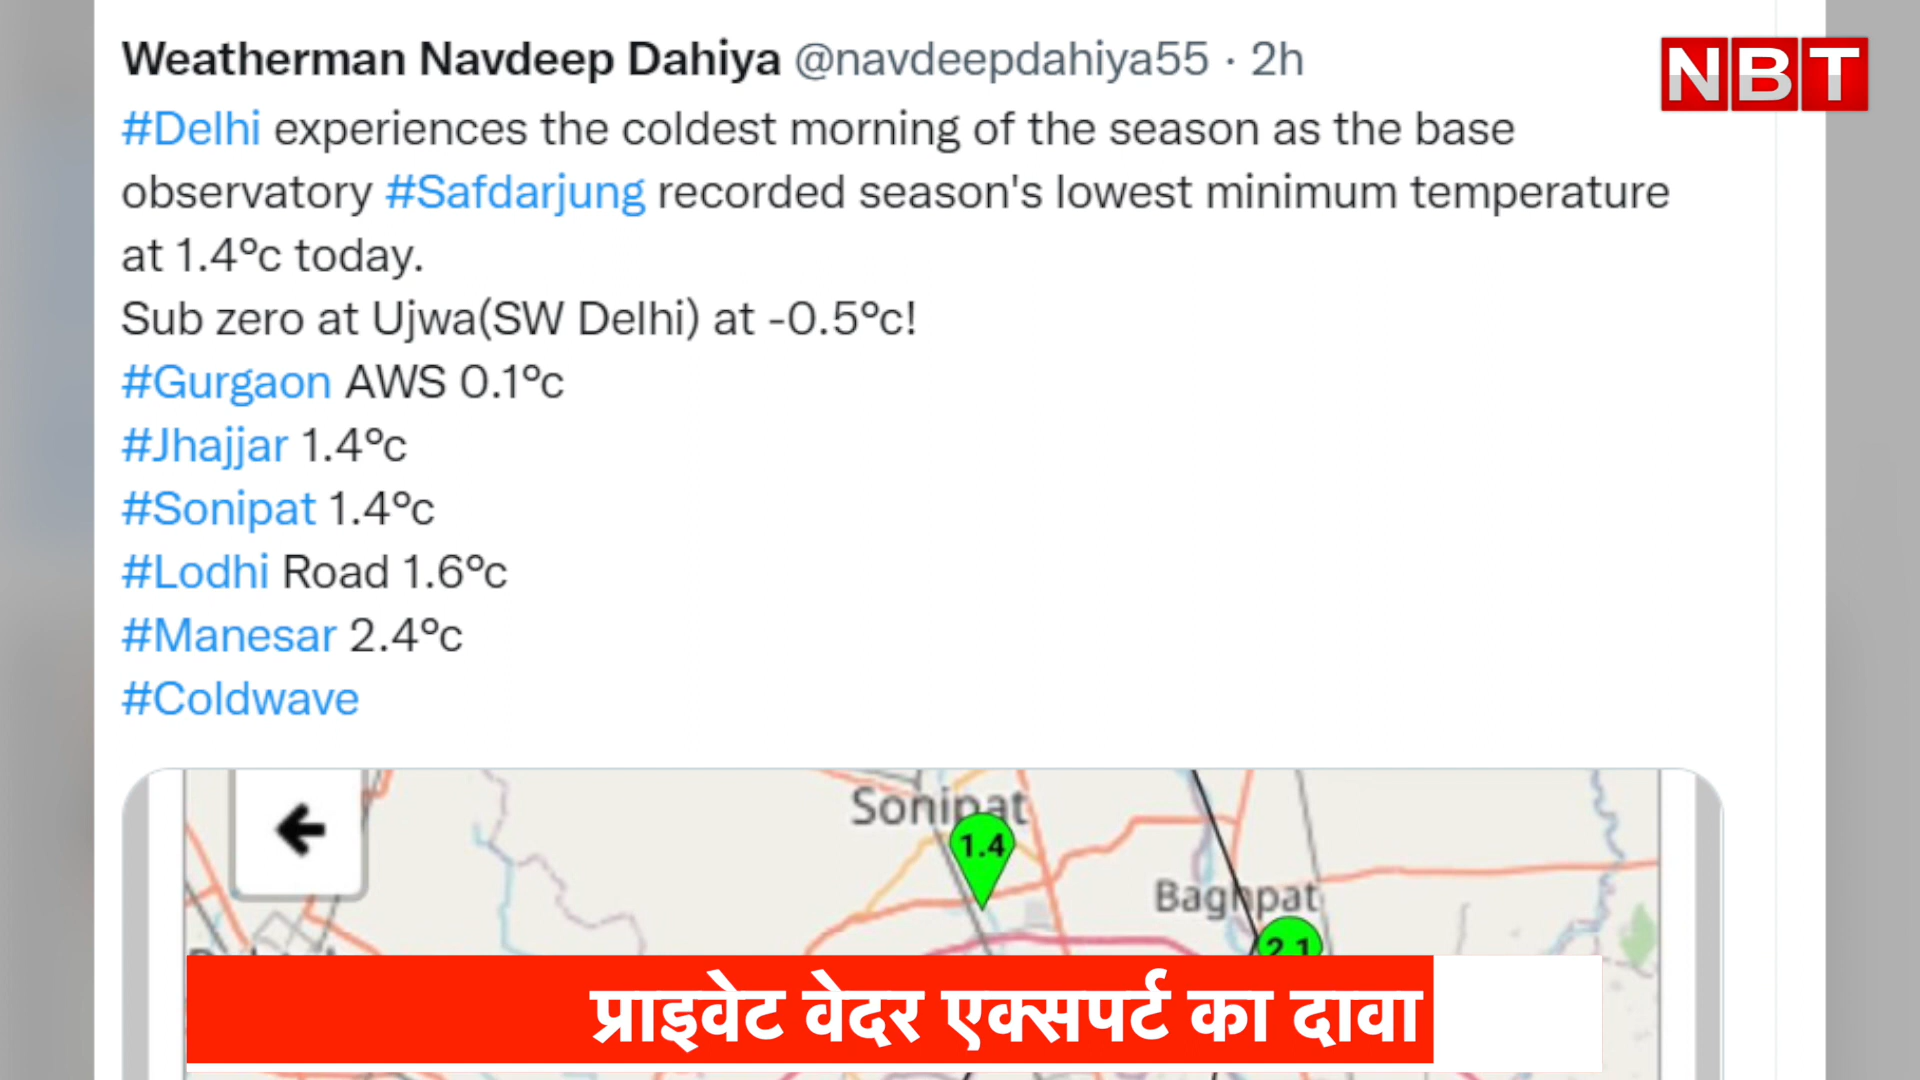 Weatherman Navdeep Dahiya @navdeepdahiya55 · 2h
NBT
#Delhi experiences the coldest morning of the season as the base
observatory #Safdarjung recorded season's lowest minimum temperature
at 1.4°c today.
Sub zero at Ujwa(SW Delhi) at -0.5°c!
#Gurgaon AWS 0.1°c
#Jhajjar 1.4°c
#Sonipat 1.4°c
#Lodhi Road 1.6°c
#Manesar 2.4°c
#Coldwave
Sonipat
1.4
Baghpat
2.1
प्राइवेट वेदर एक्सपर्ट का दावा